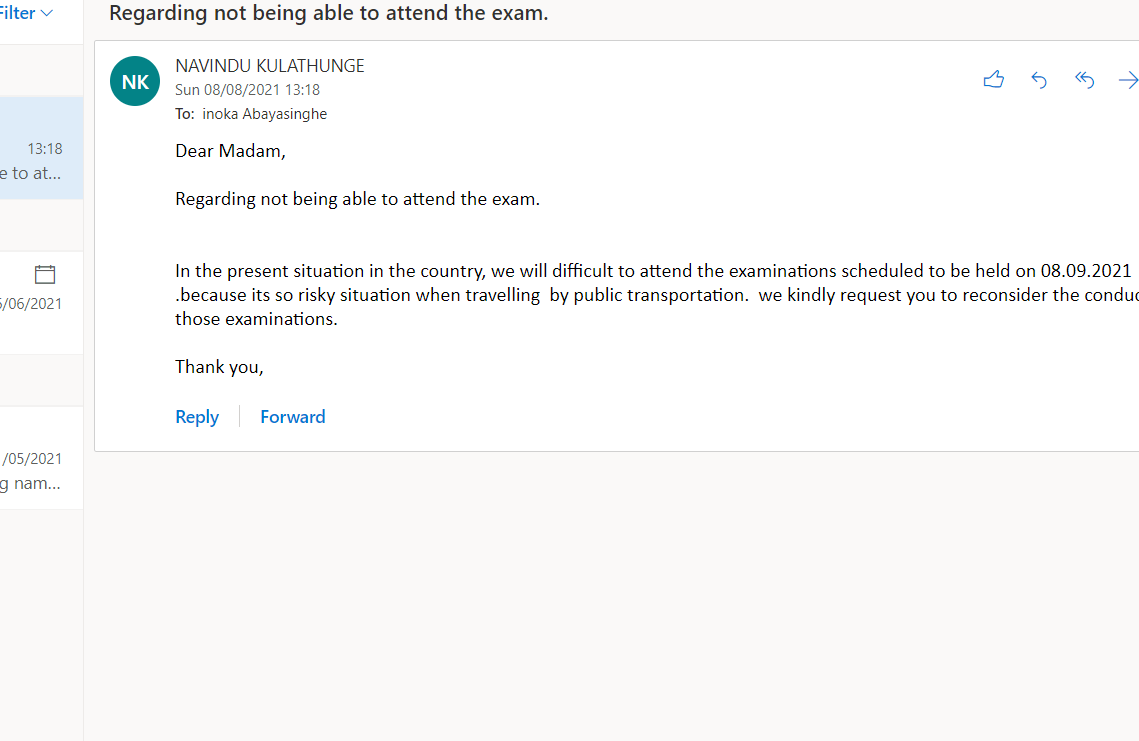 Filter
Regarding not being able to attend the exam.
NK
NAVINDU KULATHUNGE
Sun 08/08/2021 13:18
To: inoka Abayasinghe
Dear Madam,
13:18
e to at...
Regarding not being able to attend the exam.
In the present situation in the country, we will difficult to attend the examinations scheduled to be held on 08.09.2021
/06/2021
.because its so risky situation when travelling by public transportation. we kindly request you to reconsider the
those examinations.
Thank you,
Reply
Forward
/05/2021
g nam...